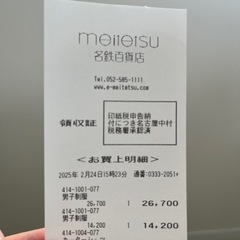 meitetsu
名鉄百貨店
Tel.052-585-1111
www.e-meitetsu.com/
領収証
印紙税申告納
付につき名古屋中村
税務署承認済
<お買上明細>
2025年 2月24日15時23分 通番:0333-2051*
414-1001-077
男子制服
26,700 1 26,700
414-1001-077
男子制服
14,200 1 14,200
414-1001-077